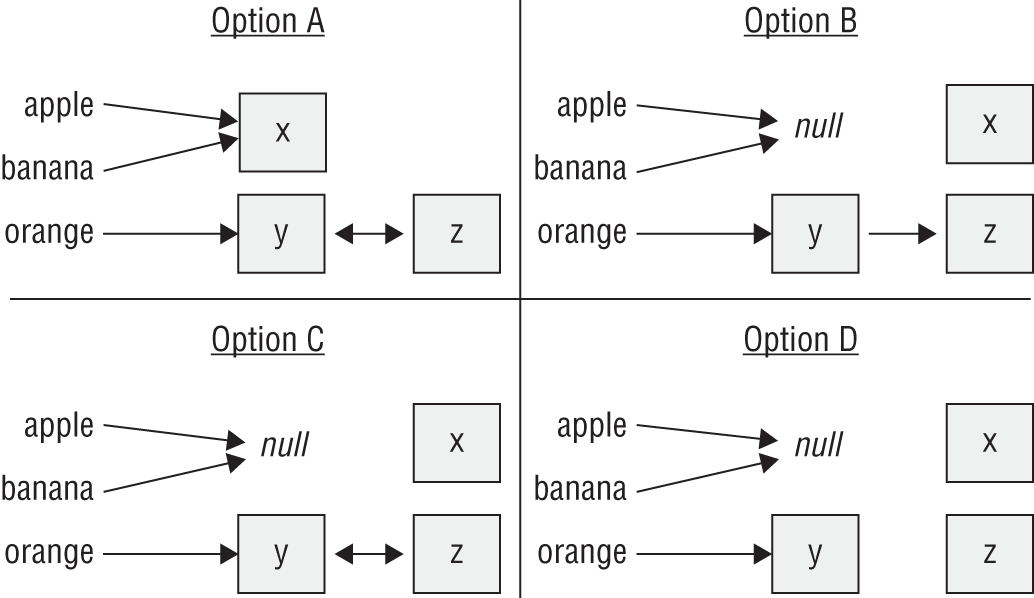 Option A
apple
x
banana
orange
y
z
Option B
apple
null
x
banana
orange
y
z
Option C
apple
null
x
banana
orange
y
z
Option D
apple
null
x
banana
orange
y
z